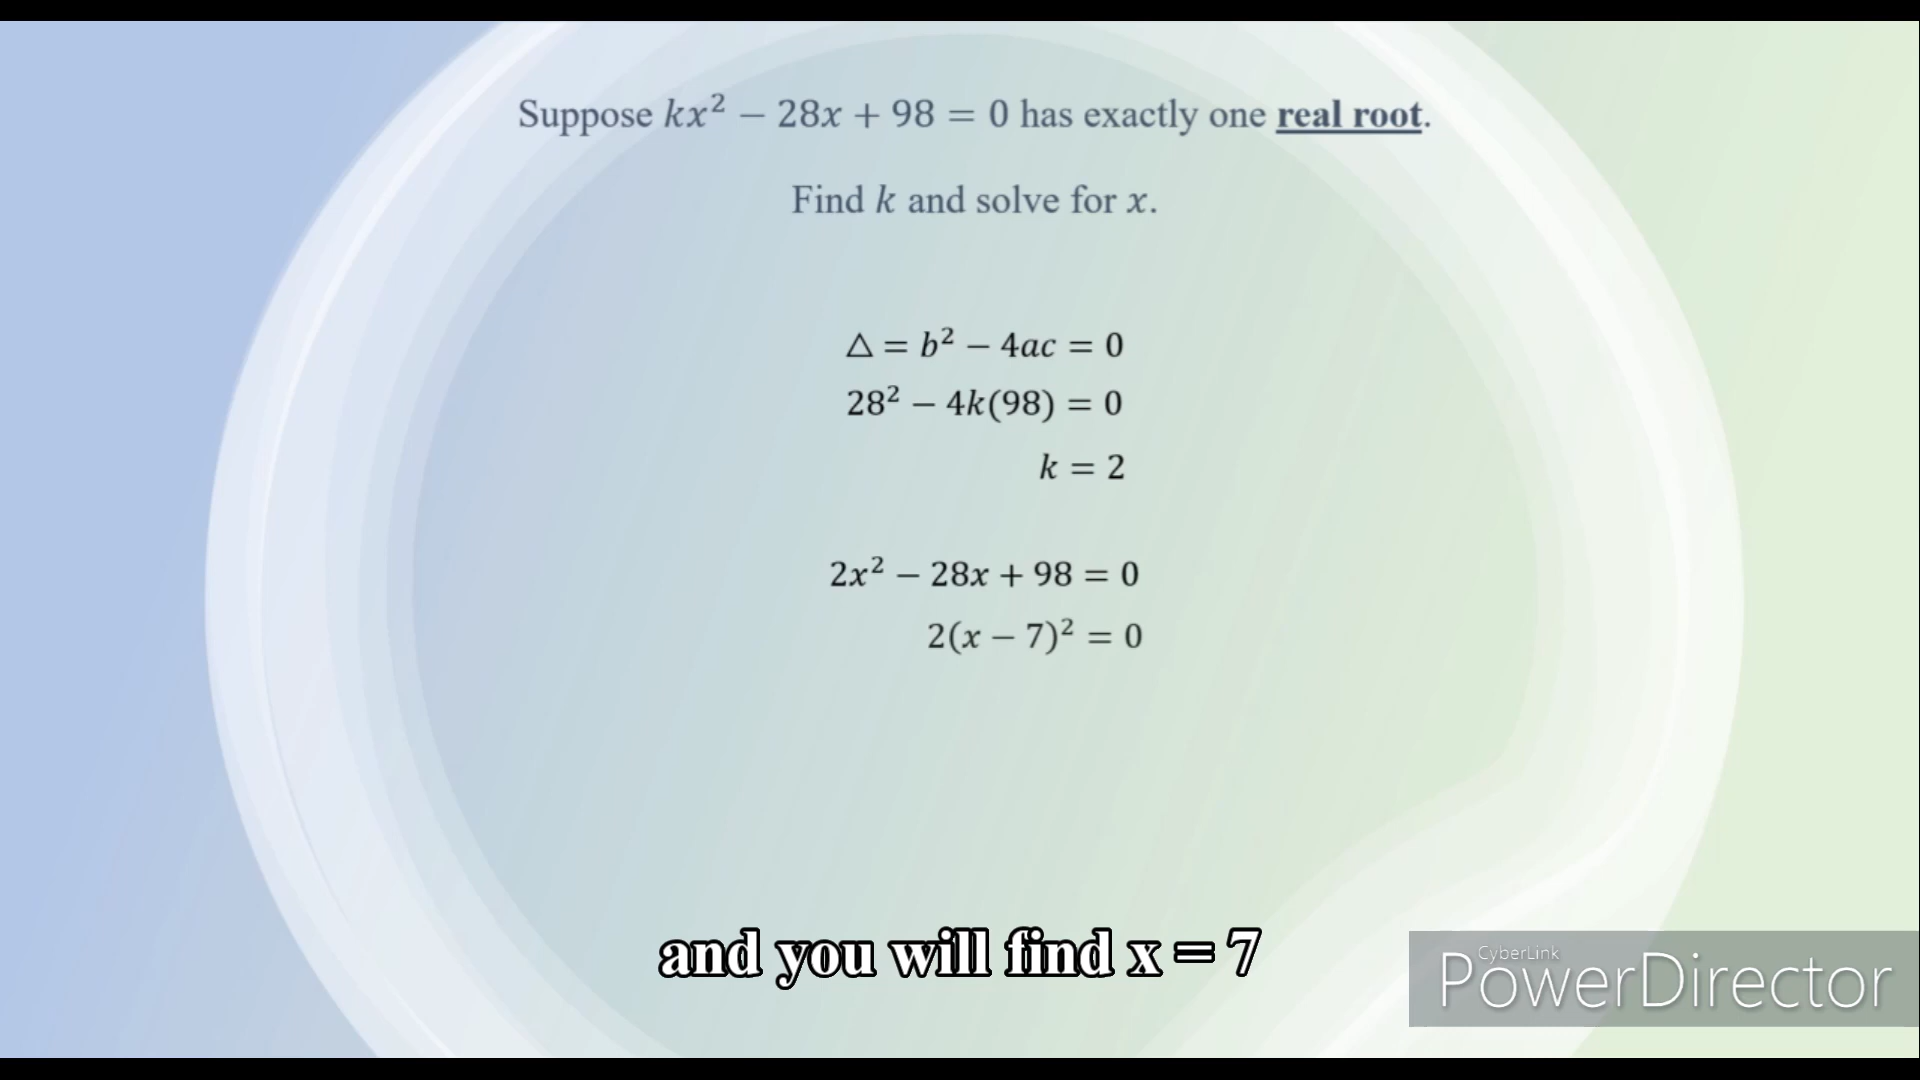 Suppose kx² − 28x + 98 = 0 has exactly one real root.
Find k and solve for x.
△ = b² − 4ac = 0
28² − 4k(98) = 0
k = 2
2x² − 28x + 98 = 0
2(x − 7)² = 0
and you will find x = 7
CyberLink
PowerDirector